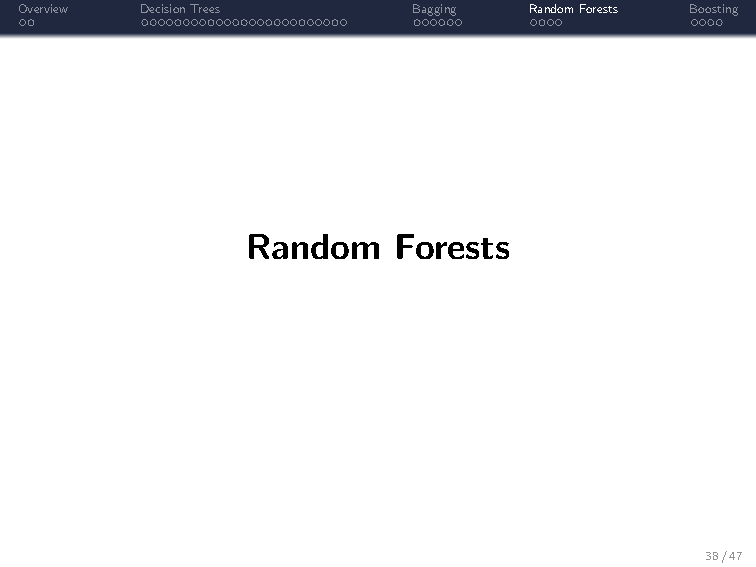 Overview Decision Trees Bagging Random Forests Boosting
Random Forests
38 / 47